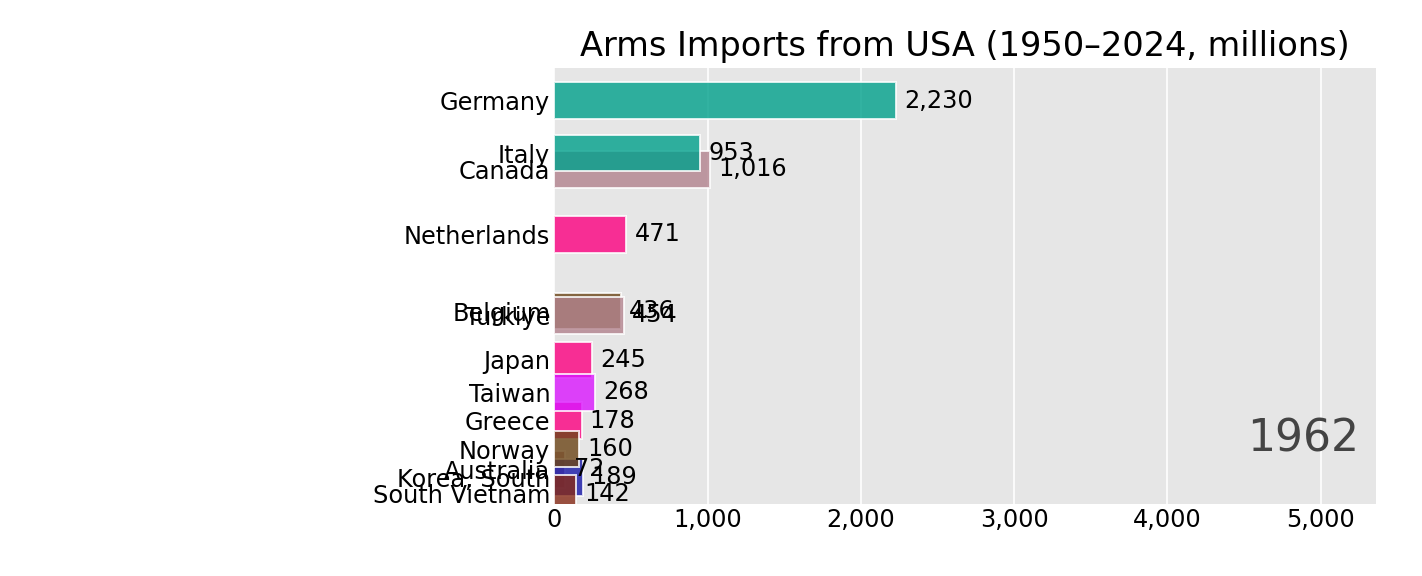 Arms Imports from USA (1950–2024, millions)
Germany 2,230
Italy 953
Canada 1,016
Netherlands 471
Belgium 436
Türkiye 454
Japan 245
Taiwan 268
Greece 178
Norway 160
Australia 72
Korea, South 189
South Vietnam 142
1962
0 1,000 2,000 3,000 4,000 5,000